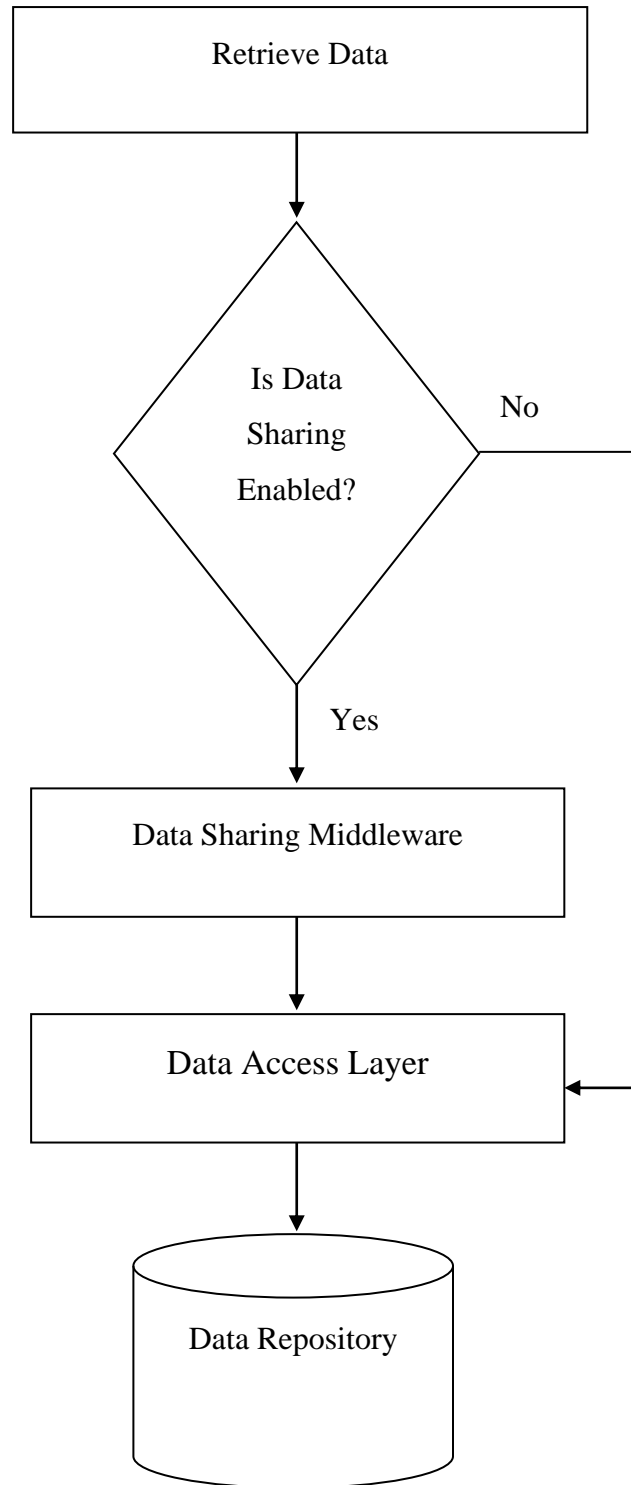 Retrieve Data
Is Data
Sharing
Enabled?
No
Yes
Data Sharing Middleware
Data Access Layer
Data Repository